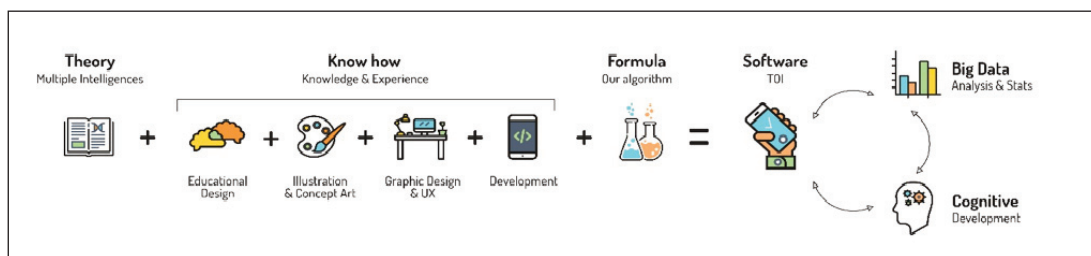 Theory
Multiple Intelligences
Know how
Knowledge & Experience
Formula
Our algorithm
Software
TOI
Big Data
Analysis & Stats
+
+
+
+
+
=
</>
Educational
Design
Illustration
& Concept Art
Graphic Design
& UX
Development
Cognitive
Development